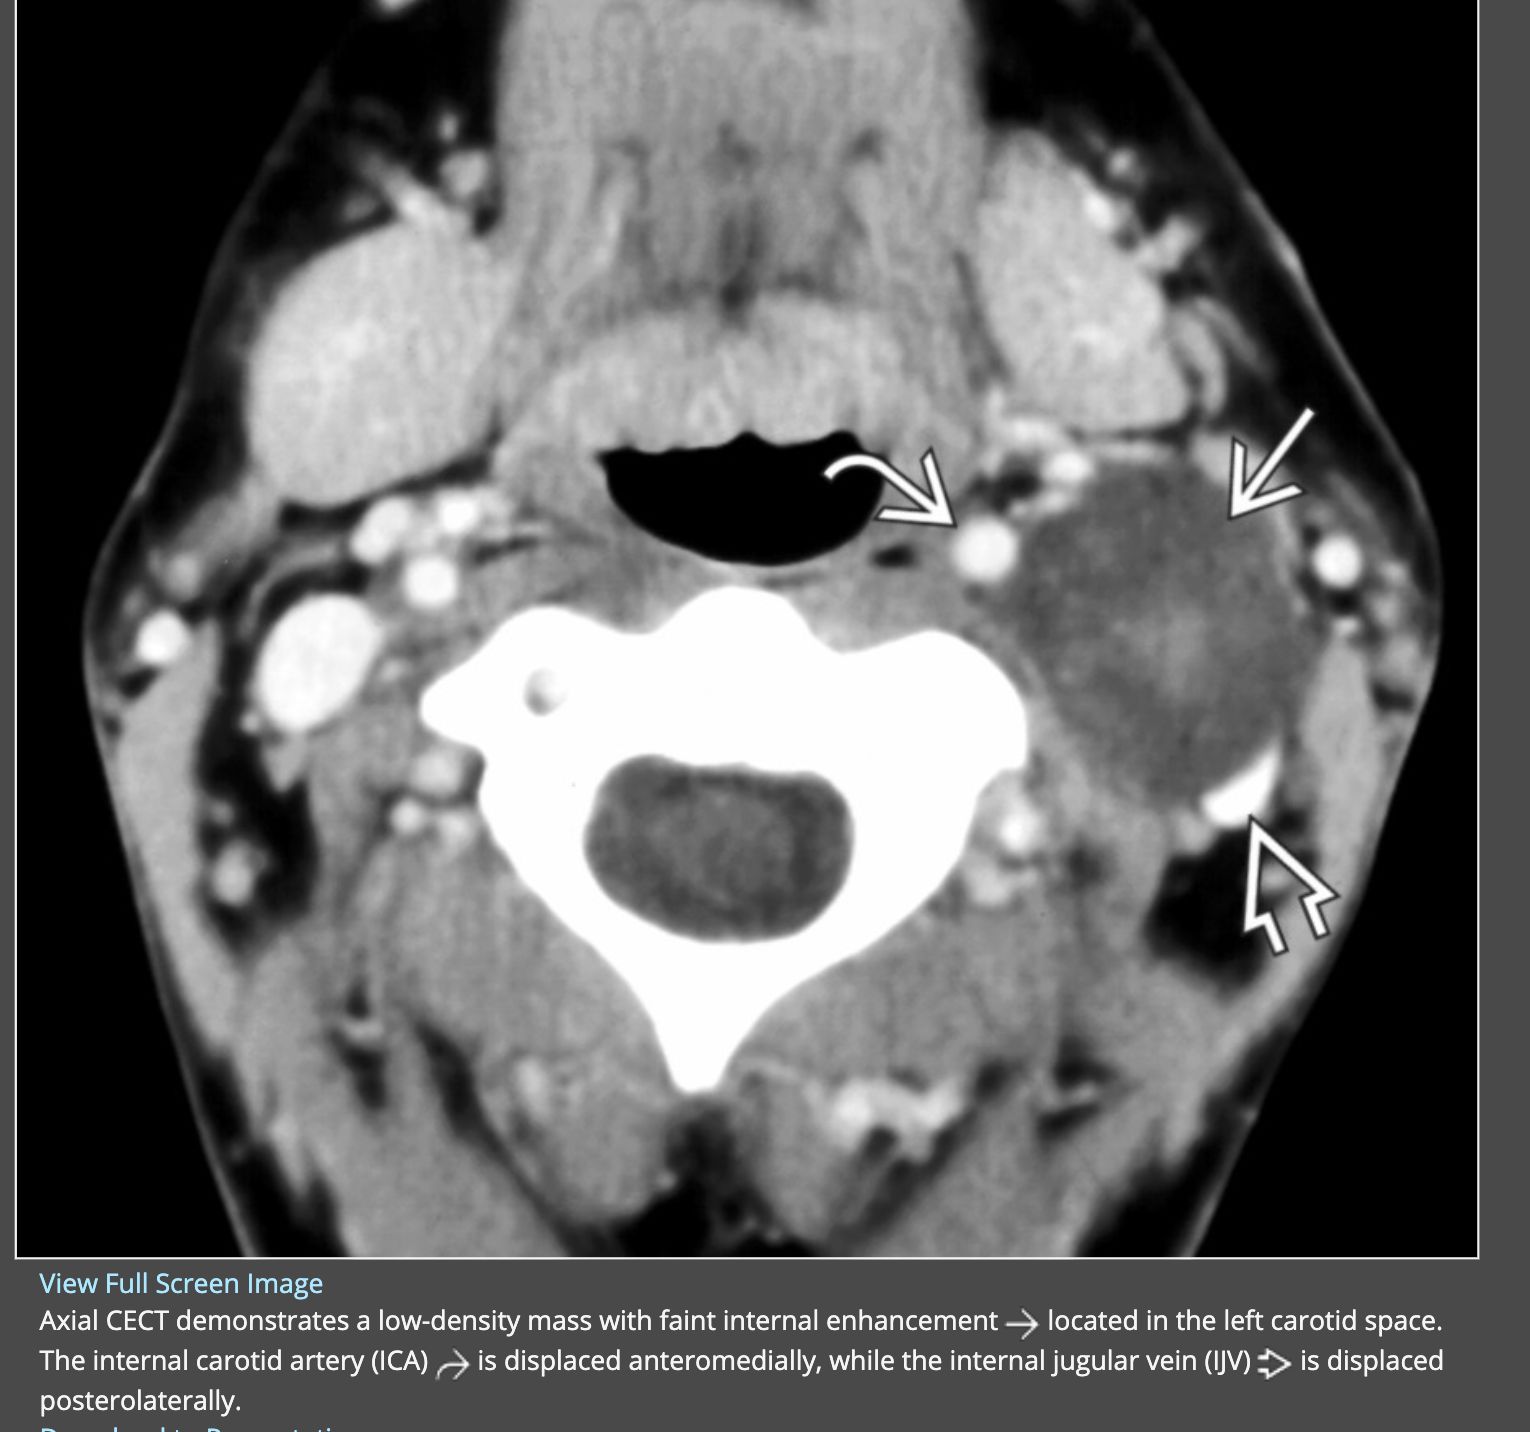 View Full Screen Image
Axial CECT demonstrates a low-density mass with faint internal enhancement → located in the left carotid space.
The internal carotid artery (ICA) ⤻ is displaced anteromedially, while the internal jugular vein (IJV) ⇨ is displaced
posterolaterally.